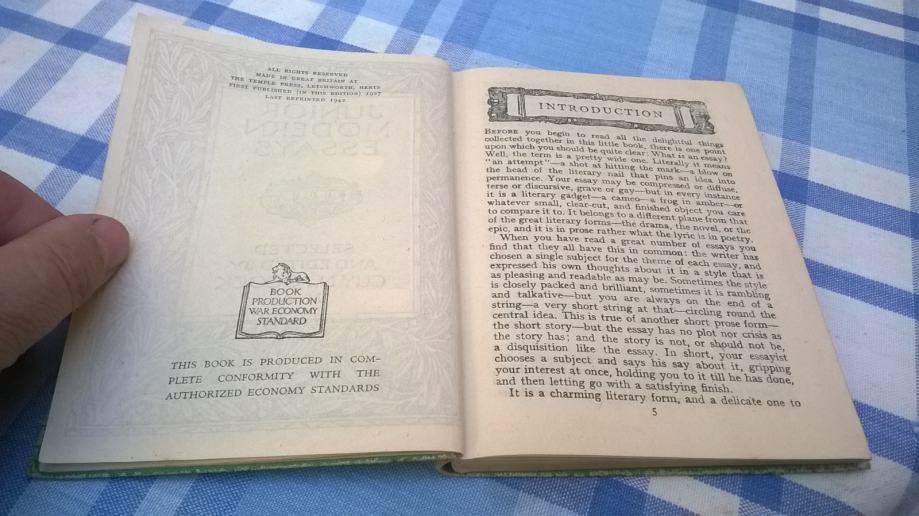 ALL RIGHTS RESERVED
MADE IN GREAT BRITAIN AT
THE TEMPLE PRESS, LETCHWORTH, HERTS
FIRST PUBLISHED (IN THIS EDITION) 1927
LAST REPRINTED 1942
BOOK
PRODUCTION
WAR ECONOMY
STANDARD
THIS BOOK IS PRODUCED IN COM-
PLETE CONFORMITY WITH THE
AUTHORIZED ECONOMY STANDARDS
INTRODUCTION
BEFORE you begin to read all the delightful things
collected together in this little book, there is one point
upon which you should be quite clear: What is an essay?
Well, the term is a pretty wide one. Literally it means
"an attempt"—a shot at hitting the mark—a blow on
the head of the literary nail that pins an idea into
permanence. Your essay may be compressed or diffuse,
terse or discursive, grave or gay—but in every instance
it is a literary gadget—a cameo—a frog in amber—or
whatever small, clear-cut, and finished object you care
to compare it to. It belongs to a different plane from that
of the great literary forms—the drama, the novel, or the
epic, and it is in prose rather what the lyric is in poetry.
When you have read a great number of essays you
find that they all have this in common: the writer has
chosen a single subject for the theme of each essay, and
expressed his own thoughts about it in a style that is
as pleasing and readable as may be. Sometimes the style
is closely packed and brilliant, sometimes it is rambling
and talkative—but you are always on the end of a
string—a very short string at that—circling round the
central idea. This is true of another short prose form—
the short story—but the essay has no plot nor crisis as
the story has; and the story is not, or should not be,
a disquisition like the essay. In short, your essayist
chooses a subject and says his say about it, gripping
your interest at once, holding you to it till he has done,
and then letting go with a satisfying finish.
It is a charming literary form, and a delicate one to
5